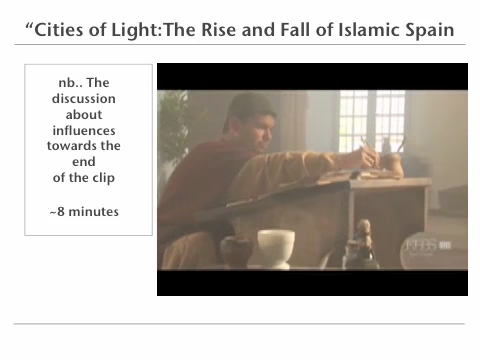 “Cities of Light:The Rise and Fall of Islamic Spain
nb.. The
discussion
about
influences
towards the
end
of the clip
~8 minutes